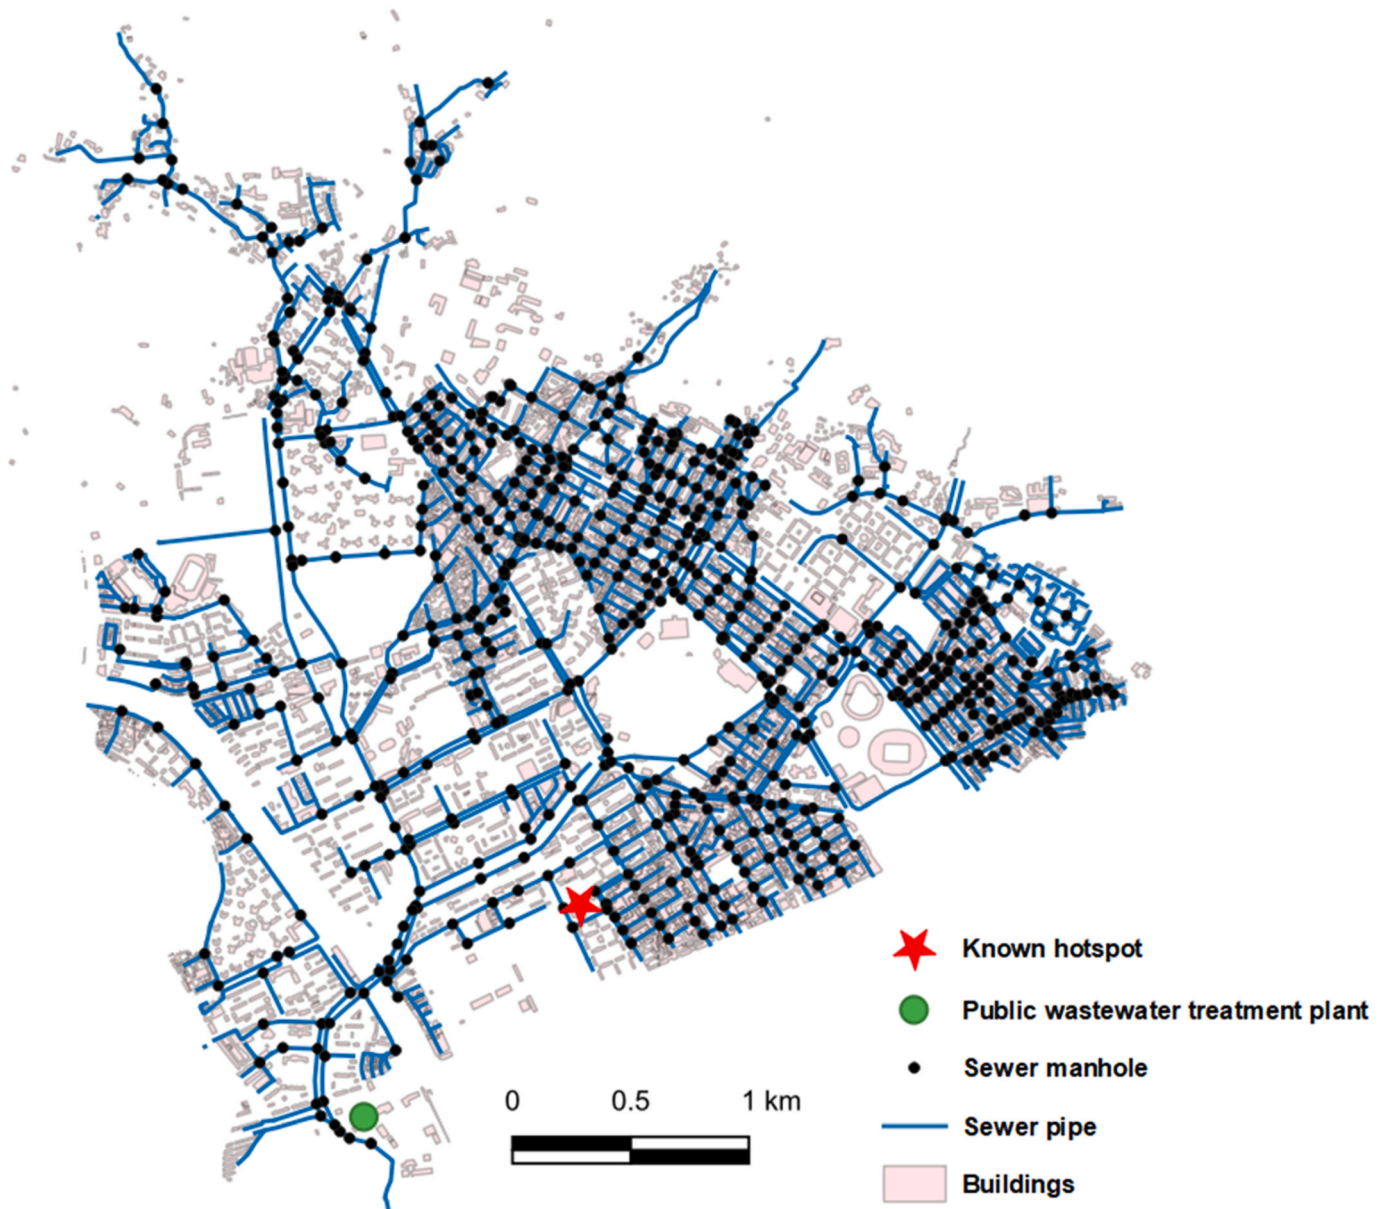 Known hotspot
Public wastewater treatment plant
Sewer manhole
0 0.5 1 km
Sewer pipe
Buildings